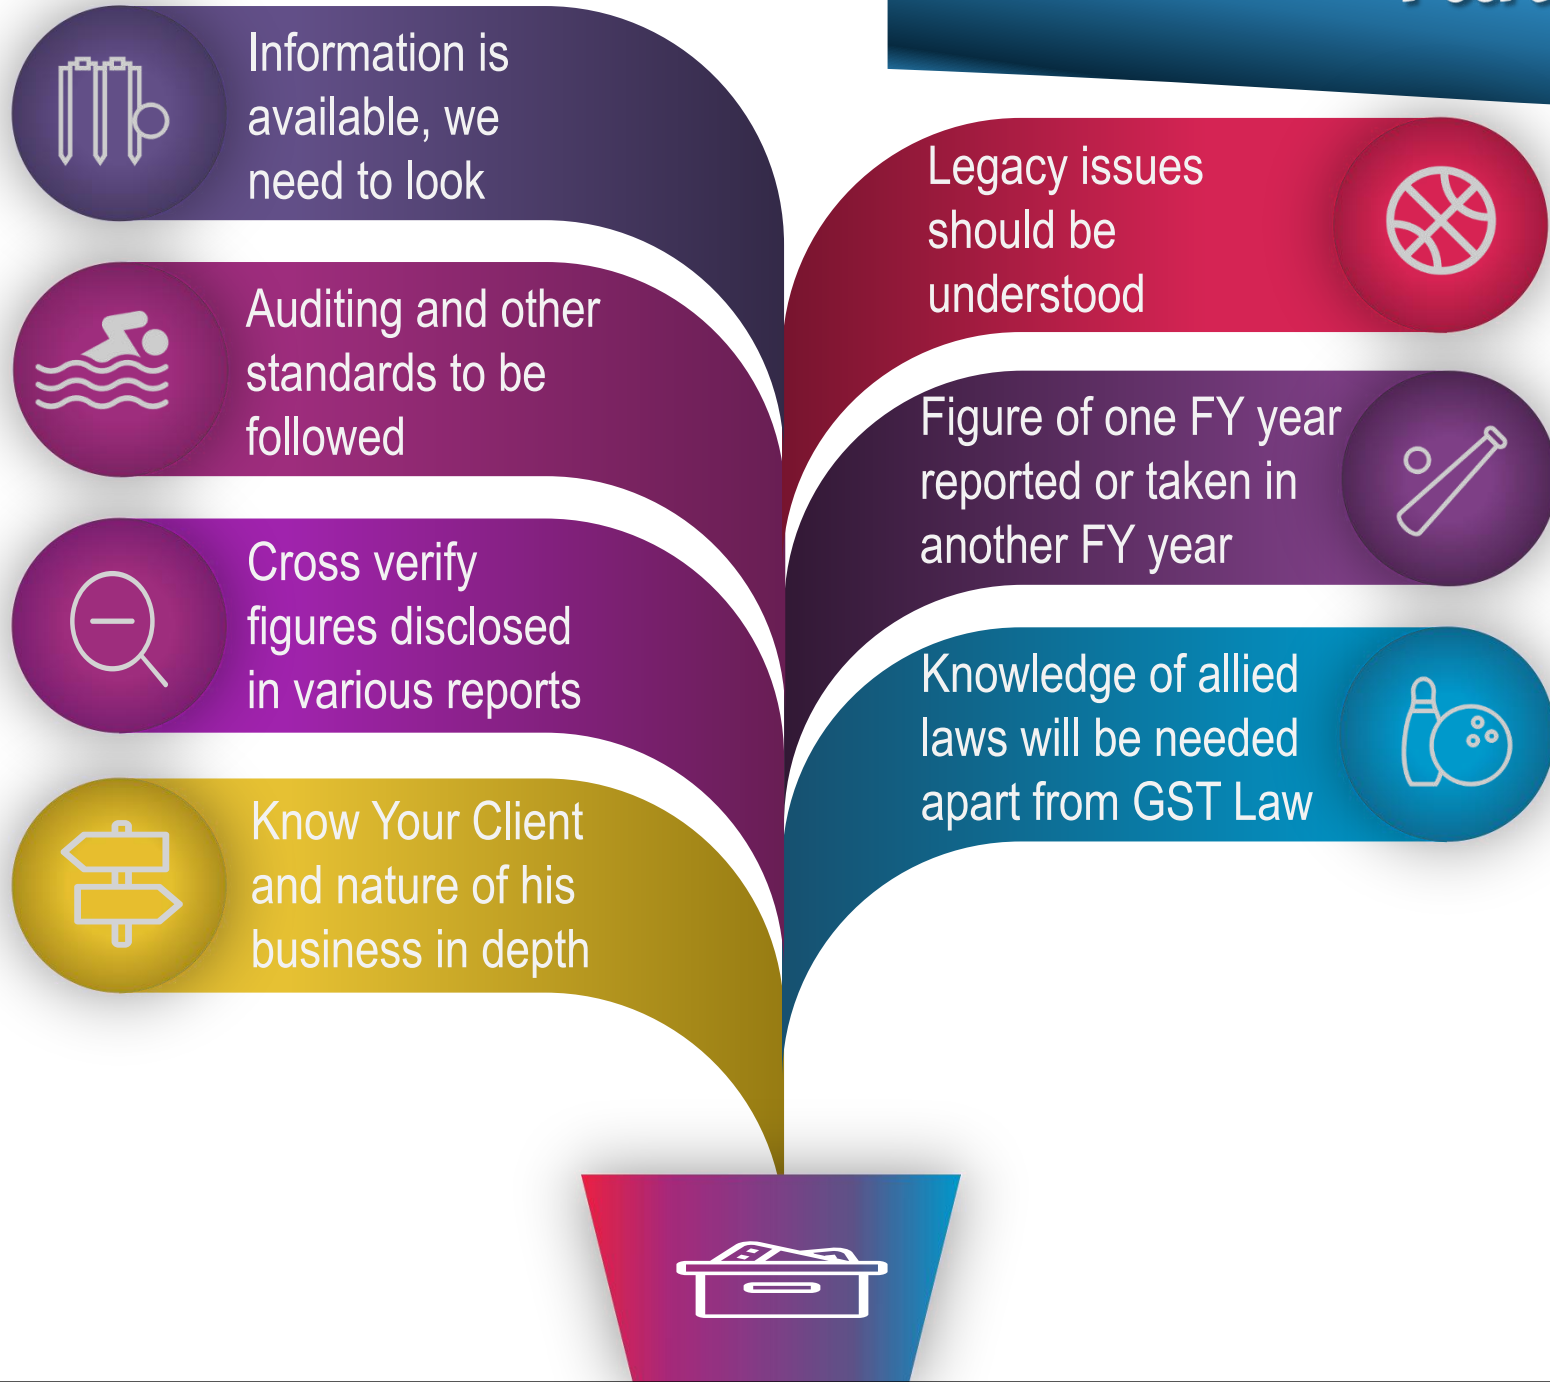 Information is
available, we
need to look
Auditing and other
standards to be
followed
Cross verify
figures disclosed
in various reports
Know Your Client
and nature of his
business in depth
Legacy issues
should be
understood
Figure of one FY year
reported or taken in
another FY year
Knowledge of allied
laws will be needed
apart from GST Law